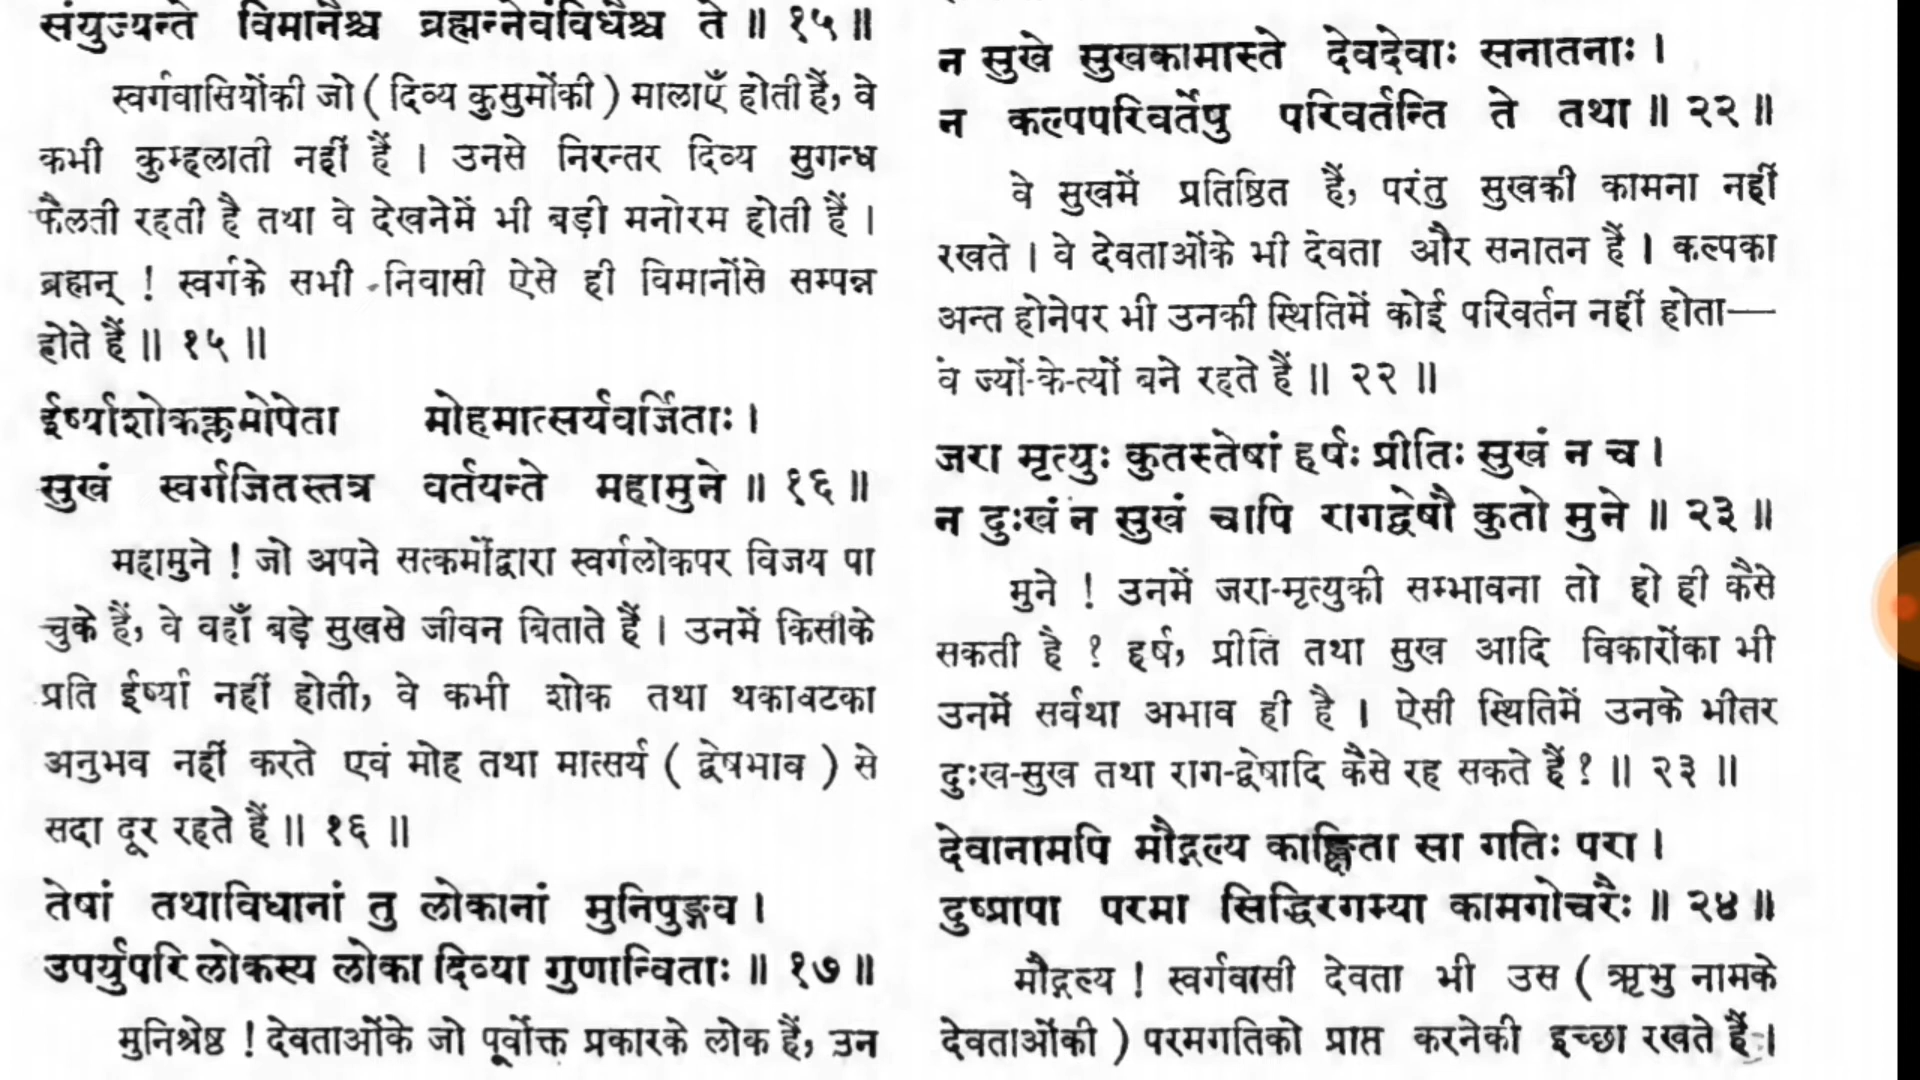 संयुज्यन्ते विमानैश्च ब्रह्मन्नेवंविधैश्च ते ॥ १५ ॥
स्वर्गवासियोंकी जो ( दिव्य कुसुमोंकी ) मालाएँ होती हैं, वे
कभी कुम्हलाती नहीं हैं । उनसे निरन्तर दिव्य सुगन्ध
फैलती रहती है तथा वे देखनेमें भी बड़ी मनोरम होती हैं ।
ब्रह्मन् ! स्वर्गके सभी निवासी ऐसे ही विमानोंसे सम्पन्न
होते हैं ॥ १५ ॥
ईर्ष्याशोकक्लमोपेता मोहमात्सर्यवर्जिताः ।
सुखं स्वर्गजितस्तत्र वर्तयन्ते महामुने ॥ १६ ॥
महामुने ! जो अपने सत्कर्मोंद्वारा स्वर्गलोकपर विजय पा
चुके हैं, वे वहाँ बड़े सुखसे जीवन बिताते हैं । उनमें किसीके
प्रति ईर्ष्या नहीं होती, वे कभी शोक तथा थकावटका
अनुभव नहीं करते एवं मोह तथा मात्सर्य ( द्वेषभाव ) से
सदा दूर रहते हैं ॥ १६ ॥
तेषां तथाविधानां तु लोकानां मुनिपुङ्गव ।
उपर्युपरि लोकस्य लोका दिव्या गुणान्विताः ॥ १७ ॥
मुनिश्रेष्ठ ! देवताओंके जो पूर्वोक्त प्रकारके लोक हैं, उन
न सुखे सुखकामास्ते देवदेवाः सनातनाः ।
न कल्पपरिवर्तेषु परिवर्तन्ति ते तथा ॥ २२ ॥
वे सुखमें प्रतिष्ठित हैं, परंतु सुखकी कामना नहीं
रखते । वे देवताओंके भी देवता और सनातन हैं । कल्पका
अन्त होनेपर भी उनकी स्थितिमें कोई परिवर्तन नहीं होता—
वे ज्यों-के-त्यों बने रहते हैं ॥ २२ ॥
जरा मृत्युः कुतस्तेषां हर्षः प्रीतिः सुखं न च ।
न दुःखं न सुखं चापि रागद्वेषौ कुतो मुने ॥ २३ ॥
मुने ! उनमें जरा-मृत्युकी सम्भावना तो हो ही कैसे
सकती है ? हर्ष, प्रीति तथा सुख आदि विकारोंका भी
उनमें सर्वथा अभाव ही है । ऐसी स्थितिमें उनके भीतर
दुःख-सुख तथा राग-द्वेषादि कैसे रह सकते हैं ? ॥ २३ ॥
देवानामपि मौद्गल्य काङ्क्षिता सा गतिः परा ।
दुष्प्रापा परमा सिद्धिरगम्या कामगोचरैः ॥ २४ ॥
मौद्गल्य ! स्वर्गवासी देवता भी उस ( ऋभु नामके
देवताओंकी ) परमगतिको प्राप्त करनेकी इच्छा रखते हैं ।